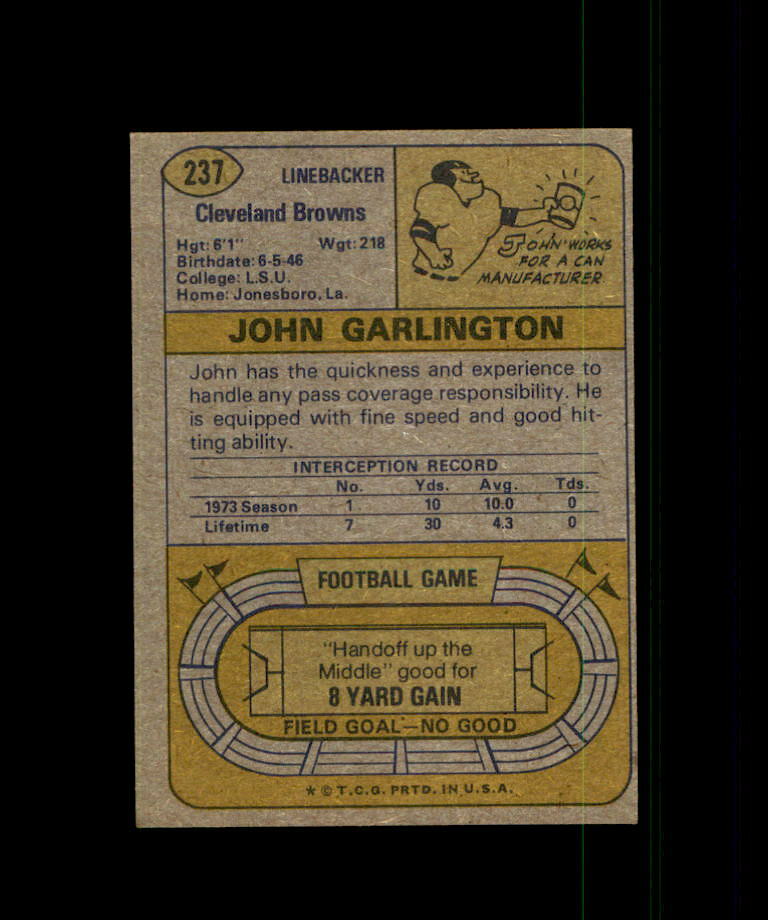 237
LINEBACKER
Cleveland Browns
Hgt: 6'1" Wgt: 218
Birthdate: 6-5-46
College: L.S.U.
Home: Jonesboro, La.
JOHN WORKS
FOR A CAN
MANUFACTURER.
JOHN GARLINGTON
John has the quickness and experience to
handle any pass coverage responsibility. He
is equipped with fine speed and good hit-
ting ability.
INTERCEPTION RECORD
No. Yds. Avg. Tds.
1973 Season 1 10 10.0 0
Lifetime 7 30 4.3 0
FOOTBALL GAME
"Handoff up the
Middle" good for
8 YARD GAIN
FIELD GOAL—NO GOOD
* © T.C.G. PRTD. IN U.S.A.